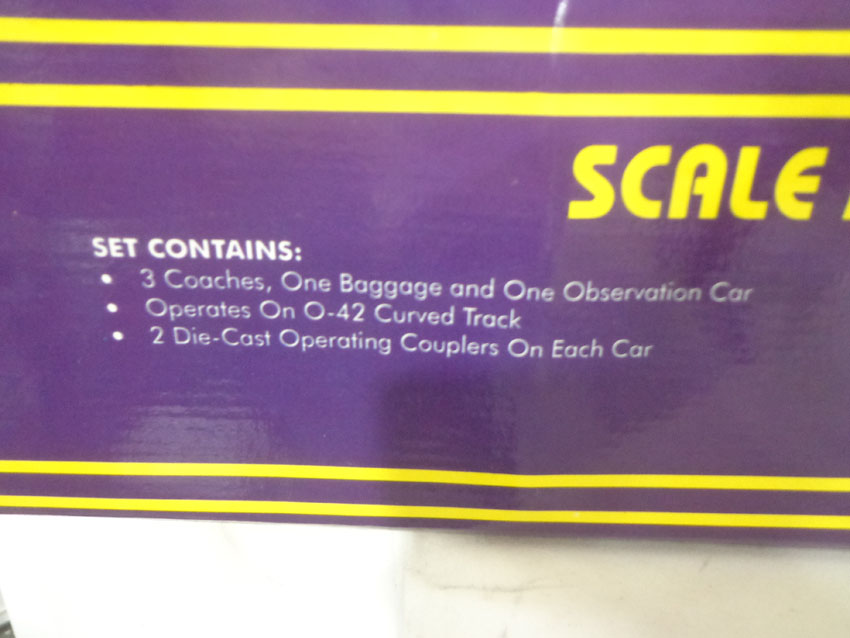 SCALE
SET CONTAINS:
• 3 Coaches, One Baggage and One Observation Car
• Operates On O-42 Curved Track
• 2 Die-Cast Operating Couplers On Each Car